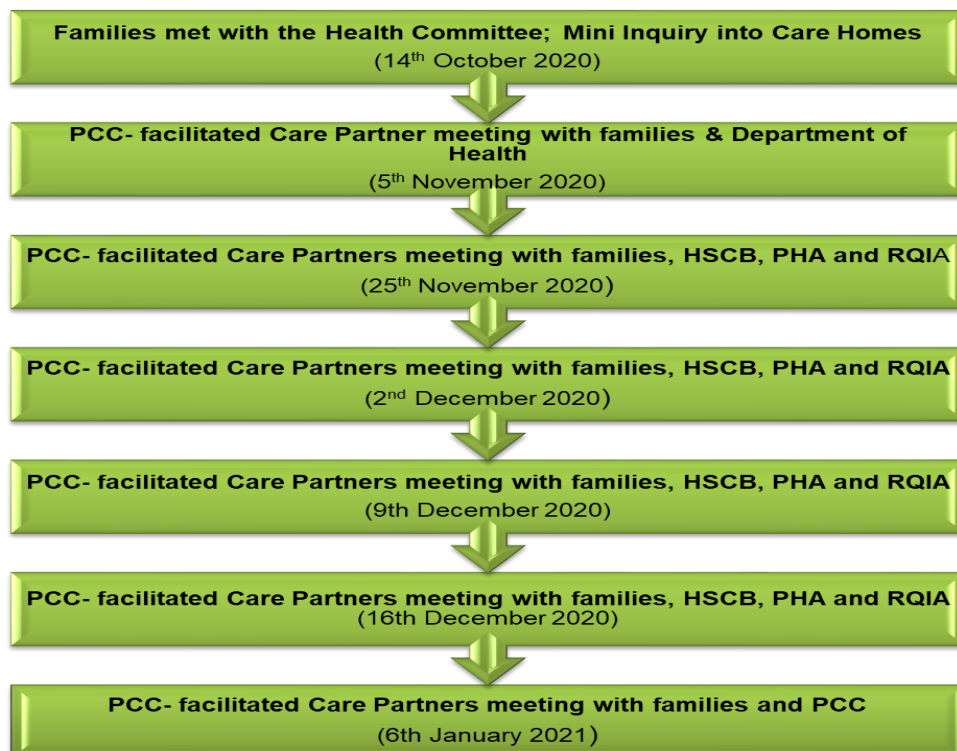 Families met with the Health Committee; Mini Inquiry into Care Homes
(14th October 2020)
PCC- facilitated Care Partner meeting with families & Department of
Health
(5th November 2020)
PCC- facilitated Care Partners meeting with families, HSCB, PHA and RQIA
(25th November 2020)
PCC- facilitated Care Partners meeting with families, HSCB, PHA and RQIA
(2nd December 2020)
PCC- facilitated Care Partners meeting with families, HSCB, PHA and RQIA
(9th December 2020)
PCC- facilitated Care Partners meeting with families, HSCB, PHA and RQIA
(16th December 2020)
PCC- facilitated Care Partners meeting with families and PCC
(6th January 2021)